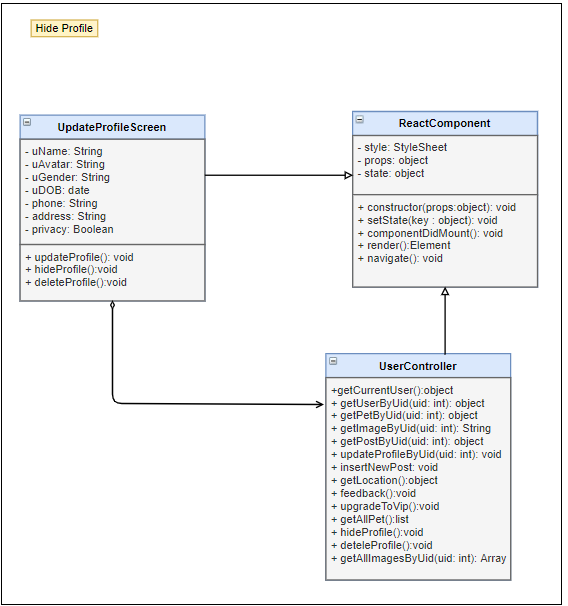 Hide Profile
UpdateProfileScreen
- uName: String
- uAvatar: String
- uGender: String
- uDOB: date
- phone: String
- address: String
- privacy: Boolean
+ updateProfile(): void
+ hideProfile():void
+ deleteProfile():void
ReactComponent
- style: StyleSheet
- props: object
- state: object
+ constructor(props:object): void
+ setState(key : object): void
+ componentDidMount(): void
+ render():Element
+ navigate(): void
UserController
+getCurrentUser():object
+ getUserByUid(uid: int): object
+ getPetByUid(uid: int): object
+ getImageByUid(uid: int): String
+ getPostByUid(uid: int): object
+ updateProfileByUid(uid: int): void
+ insertNewPost: void
+ getLocation():object
+ feedback():void
+ upgradeToVip():void
+ getAllPet():list
+ hideProfile():void
+ deteleProfile():void
+ getAllImagesByUid(uid: int): Array